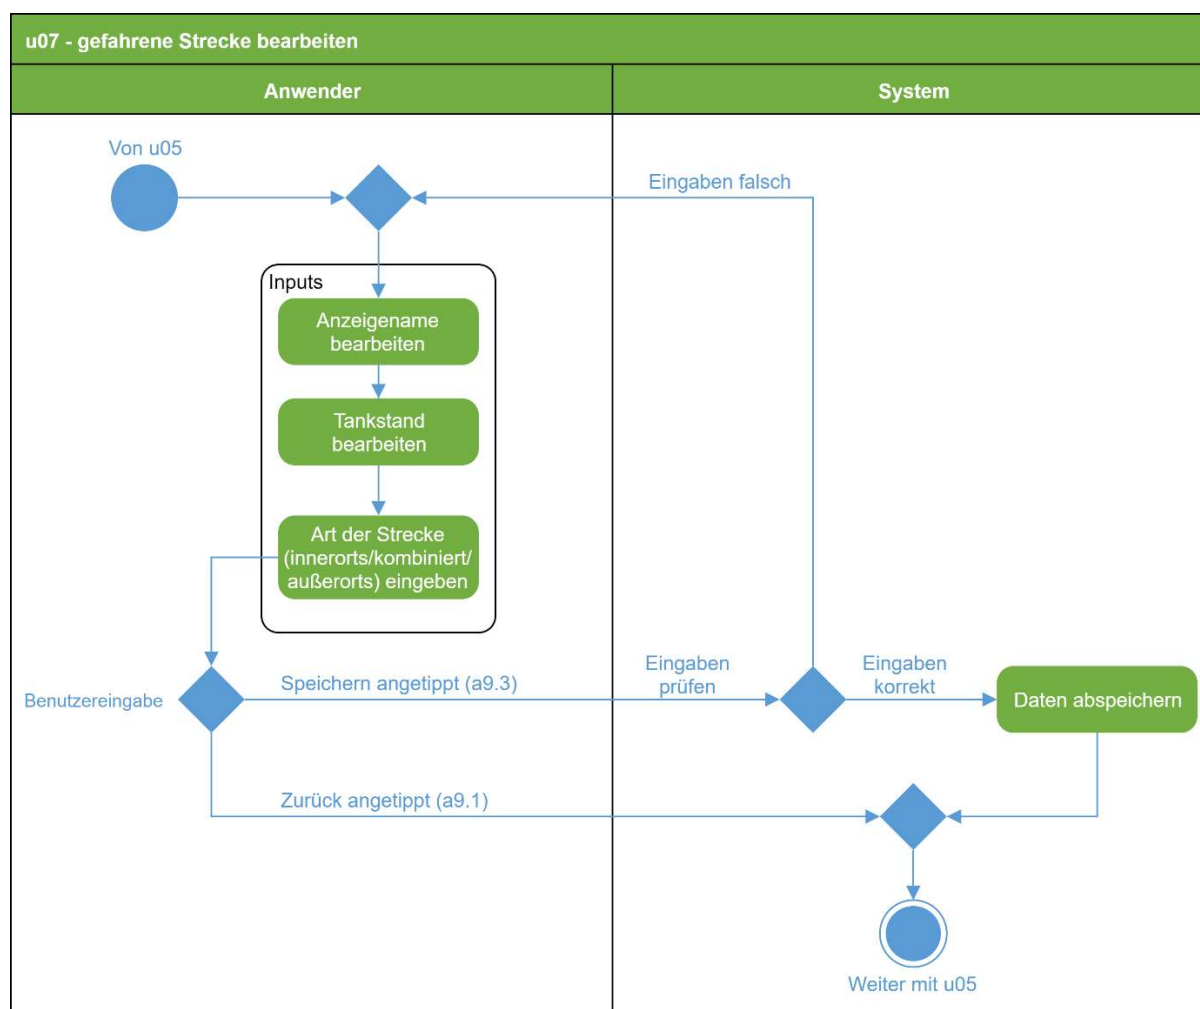 u07 - gefahrene Strecke bearbeiten
Anwender
System
Von u05
Eingaben falsch
Inputs
Anzeigename
bearbeiten
Tankstand
bearbeiten
Art der Strecke
(innerorts/kombiniert/
außerorts) eingeben
Benutzereingabe
Speichern angetippt (a9.3)
Eingaben
prüfen
Eingaben
korrekt
Daten abspeichern
Zurück angetippt (a9.1)
Weiter mit u05